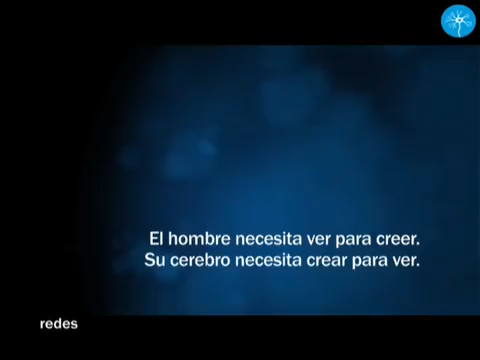 El hombre necesita ver para creer.
Su cerebro necesita crear para ver.
redes